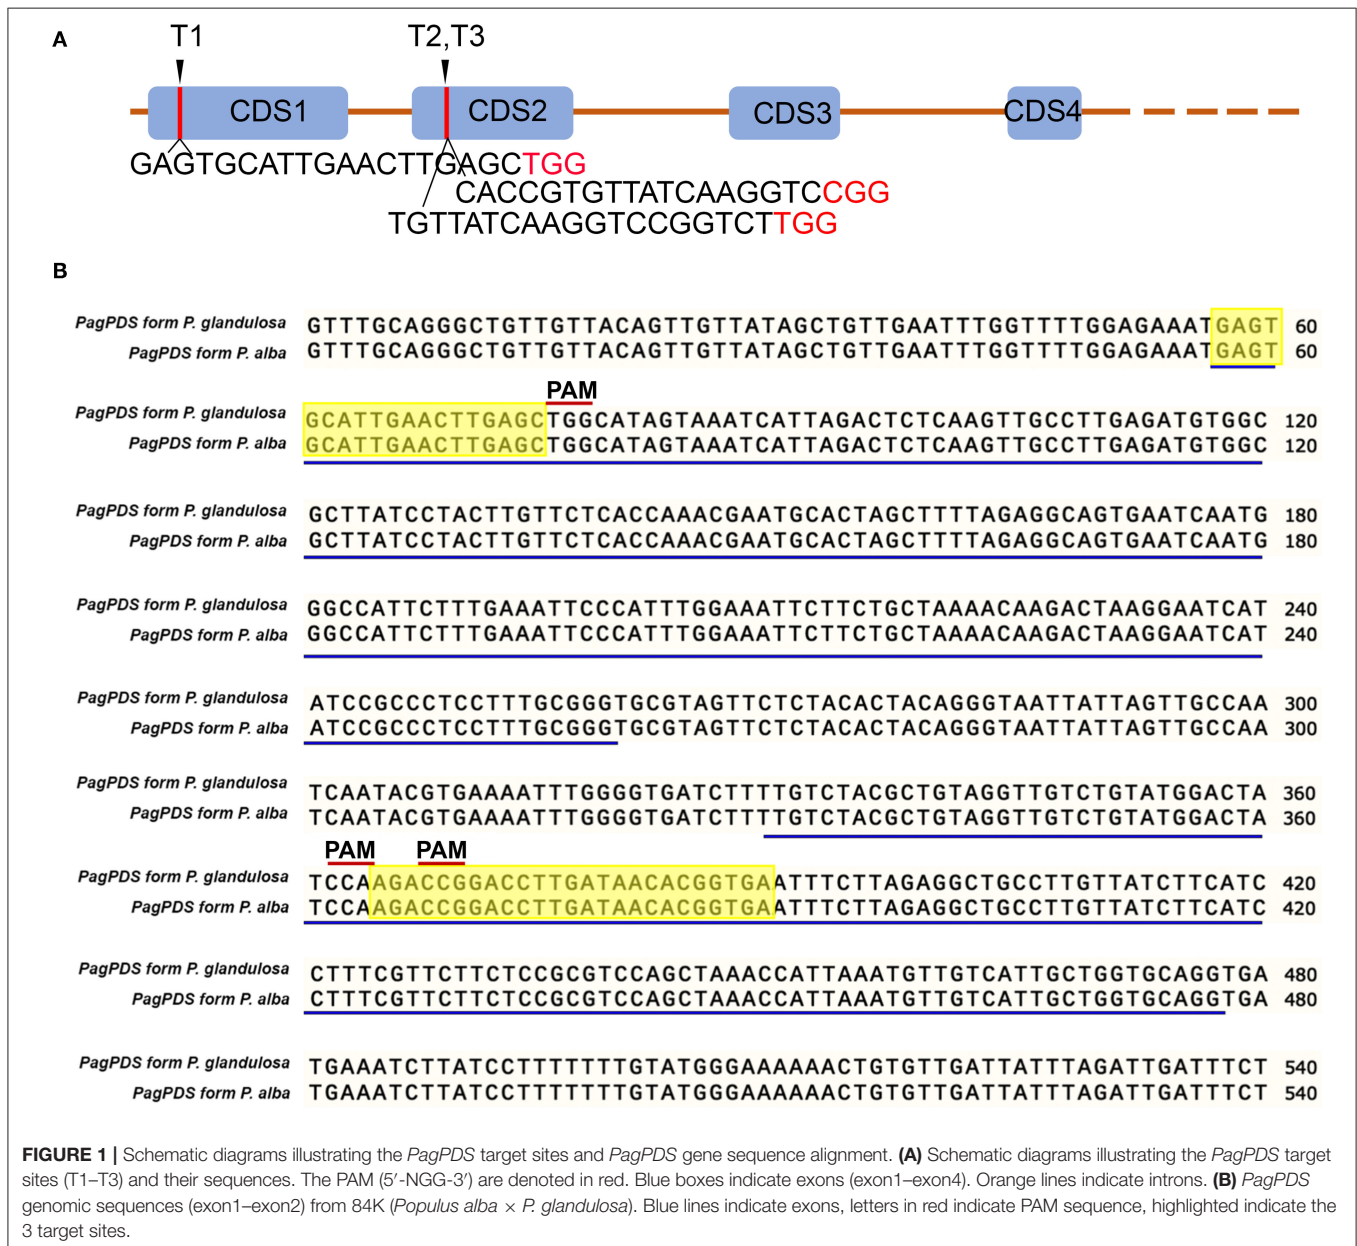 A
T1
T2,T3
CDS1
CDS2
CDS3
CDS4
GAGTGCATTGAACTTGAGCTGG
CACCGTGTTATCAAGGTCCGG
TGTTATCAAGGTCCGGTCTTGG
B
PagPDS form P. glandulosa GTTTGCAGGGCTGTTGTTACAGTTGTTATAGCTGTTGAATTTGGTTTTGGAGAAATGAGT 60
PagPDS form P. alba GTTTGCAGGGCTGTTGTTACAGTTGTTATAGCTGTTGAATTTGGTTTTGGAGAAATGAGT 60
PAM
PagPDS form P. glandulosa GCATTGAACTTGAGCTGGCATAGTAAATCATTAGACTCTCAAGTTGCCTTGAGATGTGGC 120
PagPDS form P. alba GCATTGAACTTGAGCTGGCATAGTAAATCATTAGACTCTCAAGTTGCCTTGAGATGTGGC 120
PagPDS form P. glandulosa GCTTATCCTACTTGTTCTCACCAAACGAATGCACTAGCTTTTAGAGGCAGTGAATCAATG 180
PagPDS form P. alba GCTTATCCTACTTGTTCTCACCAAACGAATGCACTAGCTTTTAGAGGCAGTGAATCAATG 180
PagPDS form P. glandulosa GGCCATTCTTTGAAATTCCCATTTGGAAATTCTTCTGCTAAAACAAGACTAAGGAATCAT 240
PagPDS form P. alba GGCCATTCTTTGAAATTCCCATTTGGAAATTCTTCTGCTAAAACAAGACTAAGGAATCAT 240
PagPDS form P. glandulosa ATCCGCCCTCCTTTGCGGGTGCGTAGTTCTCTACACTACAGGGTAATTATTAGTTGCCAA 300
PagPDS form P. alba ATCCGCCCTCCTTTGCGGGTGCGTAGTTCTCTACACTACAGGGTAATTATTAGTTGCCAA 300
PagPDS form P. glandulosa TCAATACGTGAAAATTTGGGGTGATCTTTTGTCTACGCTGTAGGTTGTCTGTATGGACTA 360
PagPDS form P. alba TCAATACGTGAAAATTTGGGGTGATCTTTTGTCTACGCTGTAGGTTGTCTGTATGGACTA 360
PAM PAM
PagPDS form P. glandulosa TCCAAGACCGGACCTTGATAACACGGTGAATTTCTTAGAGGCTGCCTTGTTATCTTCATC 420
PagPDS form P. alba TCCAAGACCGGACCTTGATAACACGGTGAATTTCTTAGAGGCTGCCTTGTTATCTTCATC 420
PagPDS form P. glandulosa CTTTCGTTCTTCTCCGCGTCCAGCTAAACCATTAAATGTTGTCATTGCTGGTGCAGGTGA 480
PagPDS form P. alba CTTTCGTTCTTCTCCGCGTCCAGCTAAACCATTAAATGTTGTCATTGCTGGTGCAGGTGA 480
PagPDS form P. glandulosa TGAAATCTTATCCTTTTTTTGTATGGGAAAAAACTGTGTTGATTATTTAGATTGATTTCT 540
PagPDS form P. alba TGAAATCTTATCCTTTTTTTGTATGGGAAAAAACTGTGTTGATTATTTAGATTGATTTCT 540
FIGURE 1 | Schematic diagrams illustrating the PagPDS target sites and PagPDS gene sequence alignment. (A) Schematic diagrams illustrating the PagPDS target
sites (T1–T3) and their sequences. The PAM (5′-NGG-3′) are denoted in red. Blue boxes indicate exons (exon1–exon4). Orange lines indicate introns. (B) PagPDS
genomic sequences (exon1–exon2) from 84K (Populus alba × P. glandulosa). Blue lines indicate exons, letters in red indicate PAM sequence, highlighted indicate the
3 target sites.